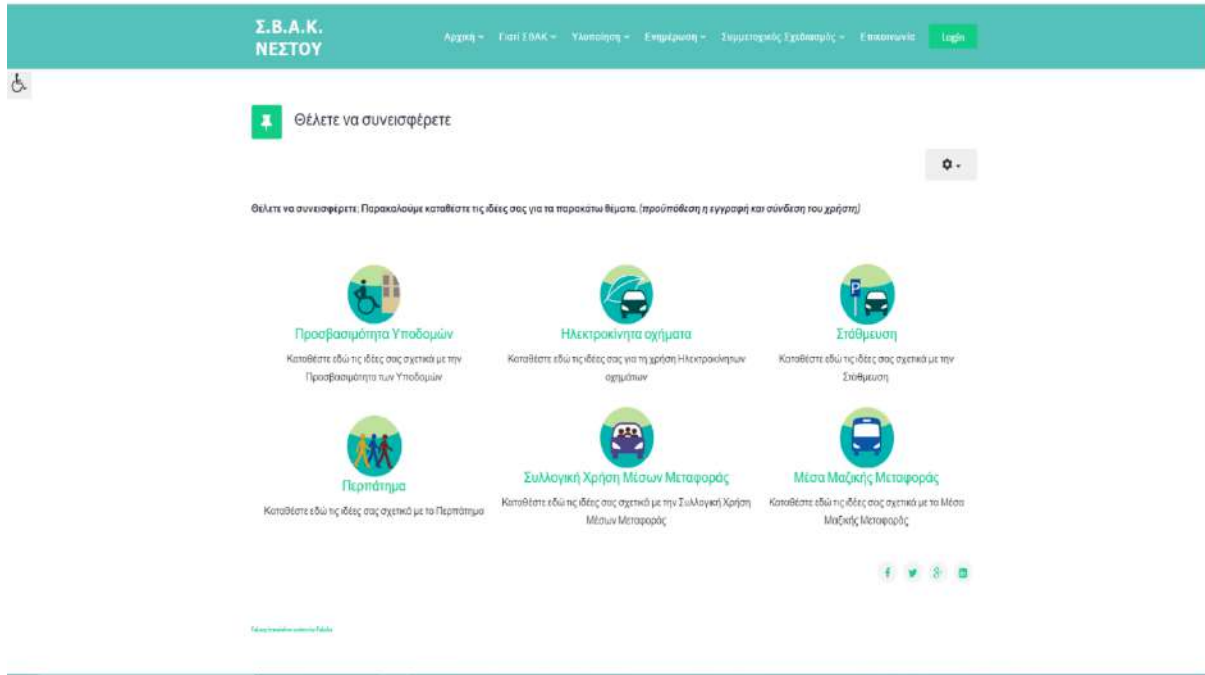 Σ.Β.Α.Κ.
ΝΕΣΤΟΥ
Αρχική Γιατί ΣΒΑΚ Υλοποίηση Ενημέρωση Συμμετοχικός Σχεδιασμός Επικοινωνία Login
Θέλετε να συνεισφέρετε
Θέλετε να συνεισφέρετε; Παρακαλούμε καταθέστε τις ιδέες σας για τα παρακάτω θέματα. (προϋπόθεση η εγγραφή και σύνδεση του χρήστη)
P
Προσβασιμότητα Υποδομών
Καταθέστε εδώ τις ιδέες σας σχετικά με την
Προσβασιμότητα των Υποδομών
Ηλεκτροκίνητα οχήματα
Καταθέστε εδώ τις ιδέες σας για τη χρήση Ηλεκτροκίνητων
οχημάτων
Στάθμευση
Καταθέστε εδώ τις ιδέες σας σχετικά με την
Στάθμευση
Περπάτημα
Καταθέστε εδώ τις ιδέες σας σχετικά με το Περπάτημα
Συλλογική Χρήση Μέσων Μεταφοράς
Καταθέστε εδώ τις ιδέες σας σχετικά με την Συλλογική Χρήση
Μέσων Μεταφοράς
Μέσα Μαζικής Μεταφοράς
Καταθέστε εδώ τις ιδέες σας σχετικά με τα Μέσα
Μαζικής Μεταφοράς